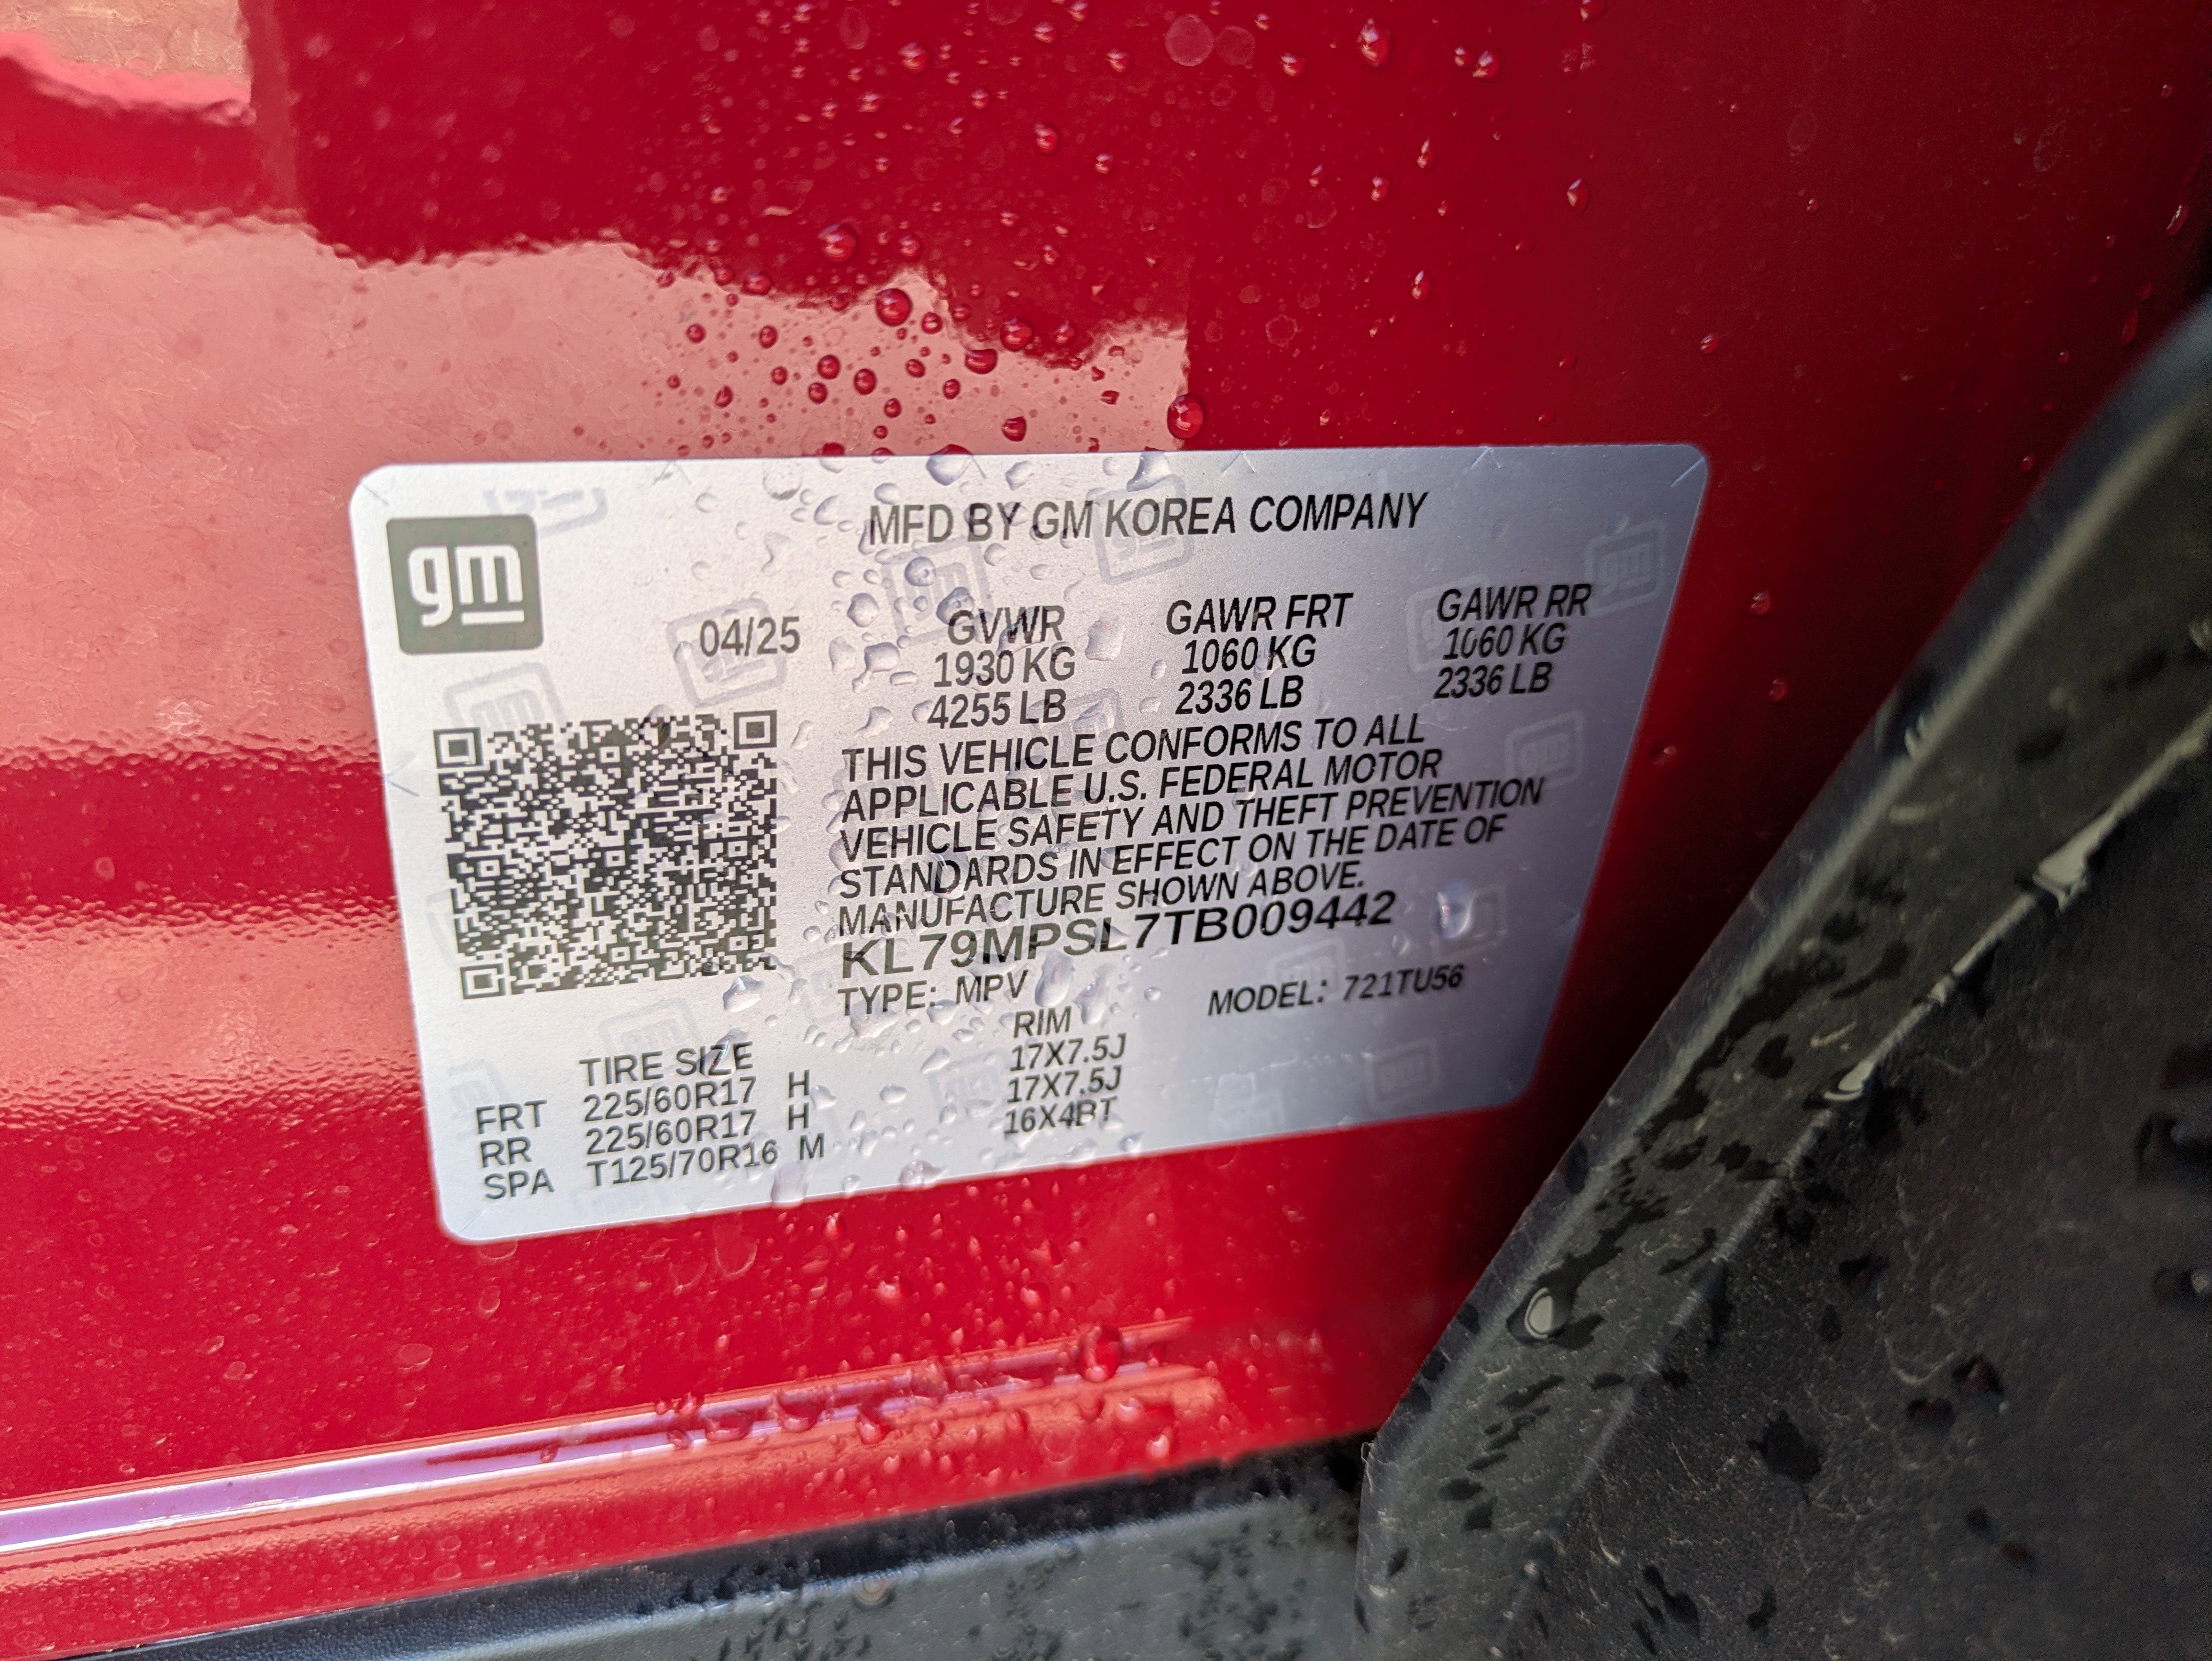 gm
MFD BY GM KOREA COMPANY
04/25 GVWR GAWR FRT GAWR RR
1930 KG 1060 KG 1060 KG
4255 LB 2336 LB 2336 LB
THIS VEHICLE CONFORMS TO ALL
APPLICABLE U.S. FEDERAL MOTOR
VEHICLE SAFETY AND THEFT PREVENTION
STANDARDS IN EFFECT ON THE DATE OF
MANUFACTURE SHOWN ABOVE.
KL79MPSL7TB009442
TYPE: MPV MODEL: 721TU56
TIRE SIZE RIM
FRT 225/60R17 H 17X7.5J
RR 225/60R17 H 17X7.5J
SPA T125/70R16 M 16X4BT